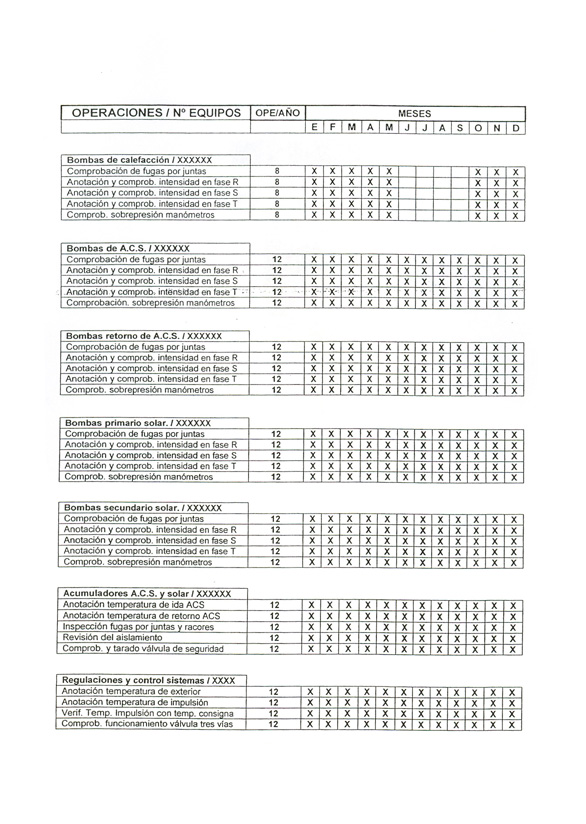 OPERACIONES / Nº EQUIPOS OPE/AÑO MESES
E F M A M J J A S O N D
Bombas de calefacción / XXXXXX
Comprobación de fugas por juntas 8 X X X X X X X X
Anotación y comprob. intensidad en fase R 8 X X X X X X X X
Anotación y comprob. intensidad en fase S 8 X X X X X X X X
Anotación y comprob. intensidad en fase T 8 X X X X X X X X
Comprob. sobrepresión manómetros 8 X X X X X X X X
Bombas de A.C.S. / XXXXXX
Comprobación de fugas por juntas 12 X X X X X X X X X X X X
Anotación y comprob. intensidad en fase R 12 X X X X X X X X X X X X
Anotación y comprob. intensidad en fase S 12 X X X X X X X X X X X X
Anotación y comprob. intensidad en fase T 12 X X X X X X X X X X X X
Comprobación. sobrepresión manómetros 12 X X X X X X X X X X X X
Bombas retorno de A.C.S. / XXXXXX
Comprobación de fugas por juntas 12 X X X X X X X X X X X X
Anotación y comprob. intensidad en fase R 12 X X X X X X X X X X X X
Anotación y comprob. intensidad en fase S 12 X X X X X X X X X X X X
Anotación y comprob. intensidad en fase T 12 X X X X X X X X X X X X
Comprob. sobrepresión manómetros 12 X X X X X X X X X X X X
Bombas primario solar. / XXXXXX
Comprobación de fugas por juntas 12 X X X X X X X X X X X X
Anotación y comprob. intensidad en fase R 12 X X X X X X X X X X X X
Anotación y comprob. intensidad en fase S 12 X X X X X X X X X X X X
Anotación y comprob. intensidad en fase T 12 X X X X X X X X X X X X
Comprob. sobrepresión manómetros 12 X X X X X X X X X X X X
Bombas secundario solar. / XXXXXX
Comprobación de fugas por juntas 12 X X X X X X X X X X X X
Anotación y comprob. intensidad en fase R 12 X X X X X X X X X X X X
Anotación y comprob. intensidad en fase S 12 X X X X X X X X X X X X
Anotación y comprob. intensidad en fase T 12 X X X X X X X X X X X X
Comprob. sobrepresión manómetros 12 X X X X X X X X X X X X
Acumuladores A.C.S. y solar / XXXXXX
Anotación temperatura de ida ACS 12 X X X X X X X X X X X X
Anotación temperatura de retorno ACS 12 X X X X X X X X X X X X
Inspección fugas por juntas y racores 12 X X X X X X X X X X X X
Revisión del aislamiento 12 X X X X X X X X X X X X
Comprob. y tarado válvula de seguridad 12 X X X X X X X X X X X X
Regulaciones y control sistemas / XXXX
Anotación temperatura de exterior 12 X X X X X X X X X X X X
Anotación temperatura de impulsión 12 X X X X X X X X X X X X
Verif. Temp. Impulsión con temp. consigna 12 X X X X X X X X X X X X
Comprob. funcionamiento válvula tres vías 12 X X X X X X X X X X X X